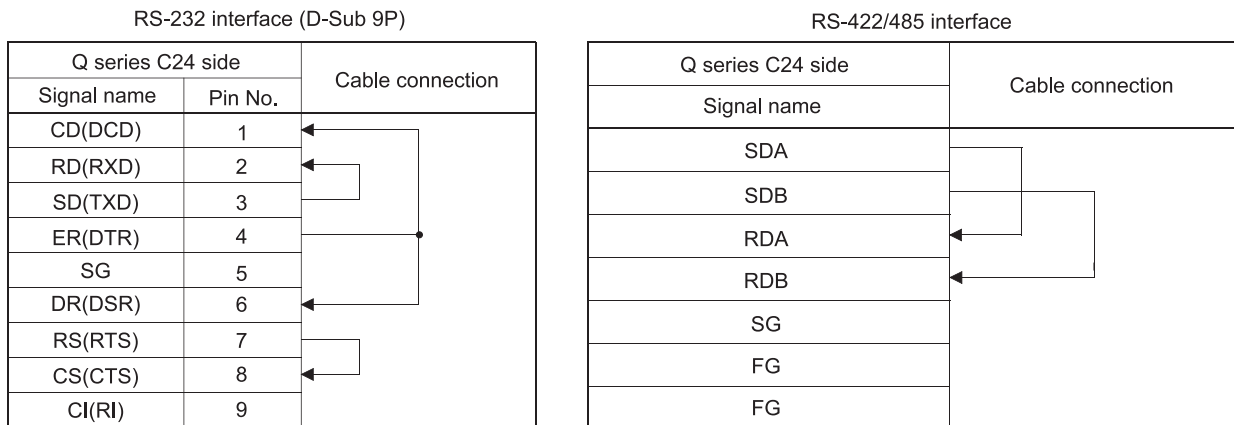 RS-232 interface (D-Sub 9P)
Q series C24 side
Cable connection
Signal name Pin No.
CD(DCD) 1
RD(RXD) 2
SD(TXD) 3
ER(DTR) 4
SG 5
DR(DSR) 6
RS(RTS) 7
CS(CTS) 8
CI(RI) 9
RS-422/485 interface
Q series C24 side
Cable connection
Signal name
SDA
SDB
RDA
RDB
SG
FG
FG